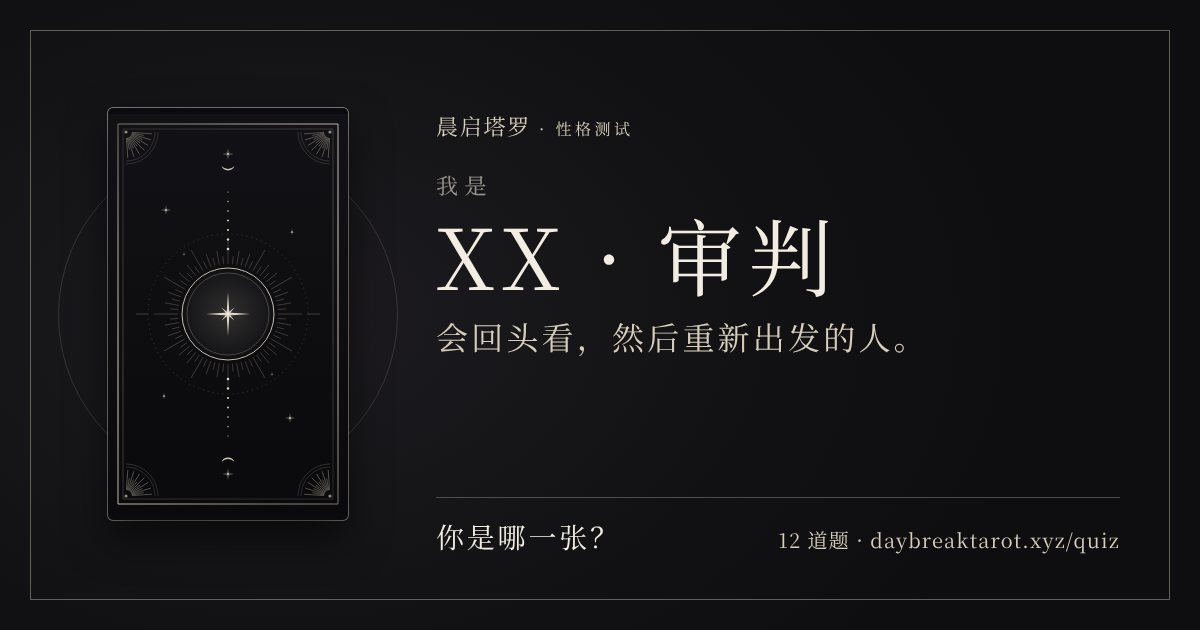 晨启塔罗 · 性格测试
我是
XX · 审判
会回头看，然后重新出发的人。
你是哪一张？
12 道题 · daybreaktarot.xyz/quiz